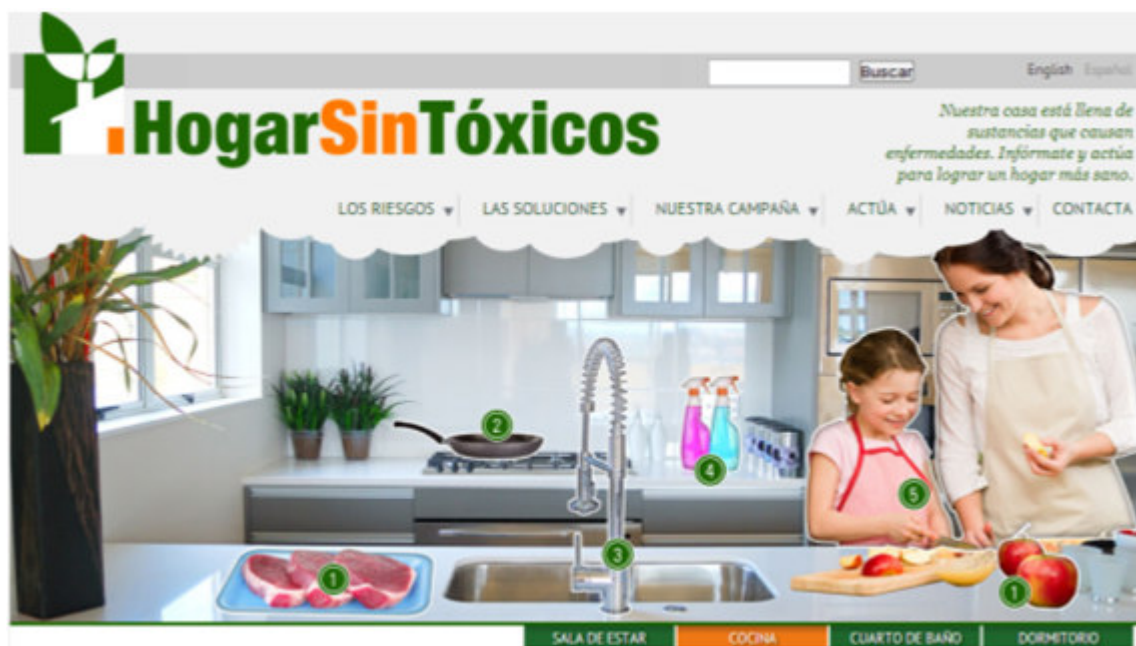 Buscar
English Español
HogarSinTóxicos
Nuestra casa está llena de
sustancias que causan
enfermedades. Infórmate y actúa
para lograr un hogar más sano.
LOS RIESGOS LAS SOLUCIONES NUESTRA CAMPAÑA ACTÚA NOTICIAS CONTACTA
2
4
5
3
1
1
SALA DE ESTAR COCINA CUARTO DE BAÑO DORMITORIO